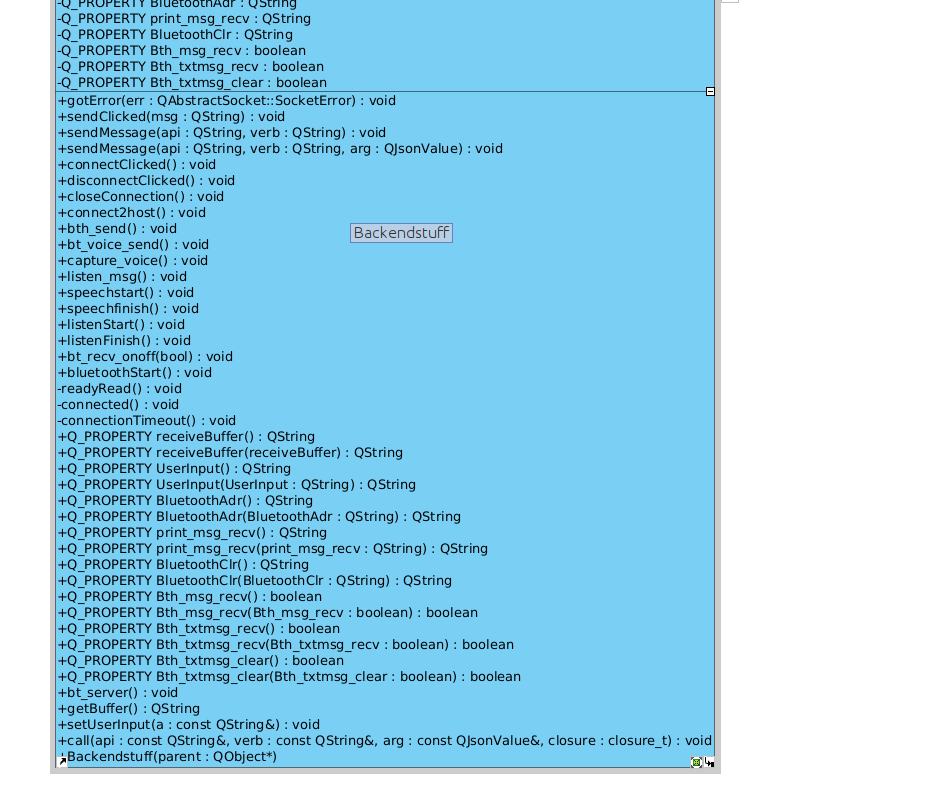 -Q_PROPERTY BluetoothAdr : QString
-Q_PROPERTY print_msg_recv : QString
-Q_PROPERTY BluetoothClr : QString
-Q_PROPERTY Bth_msg_recv : boolean
-Q_PROPERTY Bth_txtmsg_recv : boolean
-Q_PROPERTY Bth_txtmsg_clear : boolean
+gotError(err : QAbstractSocket::SocketError) : void
+sendClicked(msg : QString) : void
+sendMessage(api : QString, verb : QString) : void
+sendMessage(api : QString, verb : QString, arg : QJsonValue) : void
+connectClicked() : void
+disconnectClicked() : void
+closeConnection() : void
+connect2host() : void
+bth_send() : void
Backendstuff
+bt_voice_send() : void
+capture_voice() : void
+listen_msg() : void
+speechstart() : void
+speechfinish() : void
+listenStart() : void
+listenFinish() : void
+bt_recv_onoff(bool) : void
+bluetoothStart() : void
-readyRead() : void
-connected() : void
-connectionTimeout() : void
+Q_PROPERTY receiveBuffer() : QString
+Q_PROPERTY receiveBuffer(receiveBuffer) : QString
+Q_PROPERTY UserInput() : QString
+Q_PROPERTY UserInput(UserInput : QString) : QString
+Q_PROPERTY BluetoothAdr() : QString
+Q_PROPERTY BluetoothAdr(BluetoothAdr : QString) : QString
+Q_PROPERTY print_msg_recv() : QString
+Q_PROPERTY print_msg_recv(print_msg_recv : QString) : QString
+Q_PROPERTY BluetoothClr() : QString
+Q_PROPERTY BluetoothClr(BluetoothClr : QString) : QString
+Q_PROPERTY Bth_msg_recv() : boolean
+Q_PROPERTY Bth_msg_recv(Bth_msg_recv : boolean) : boolean
+Q_PROPERTY Bth_txtmsg_recv() : boolean
+Q_PROPERTY Bth_txtmsg_recv(Bth_txtmsg_recv : boolean) : boolean
+Q_PROPERTY Bth_txtmsg_clear() : boolean
+Q_PROPERTY Bth_txtmsg_clear(Bth_txtmsg_clear : boolean) : boolean
+bt_server() : void
+getBuffer() : QString
+setUserInput(a : const QString&) : void
+call(api : const QString&, verb : const QString&, arg : const QJsonValue&, closure : closure_t) : void
+Backendstuff(parent : QObject*)